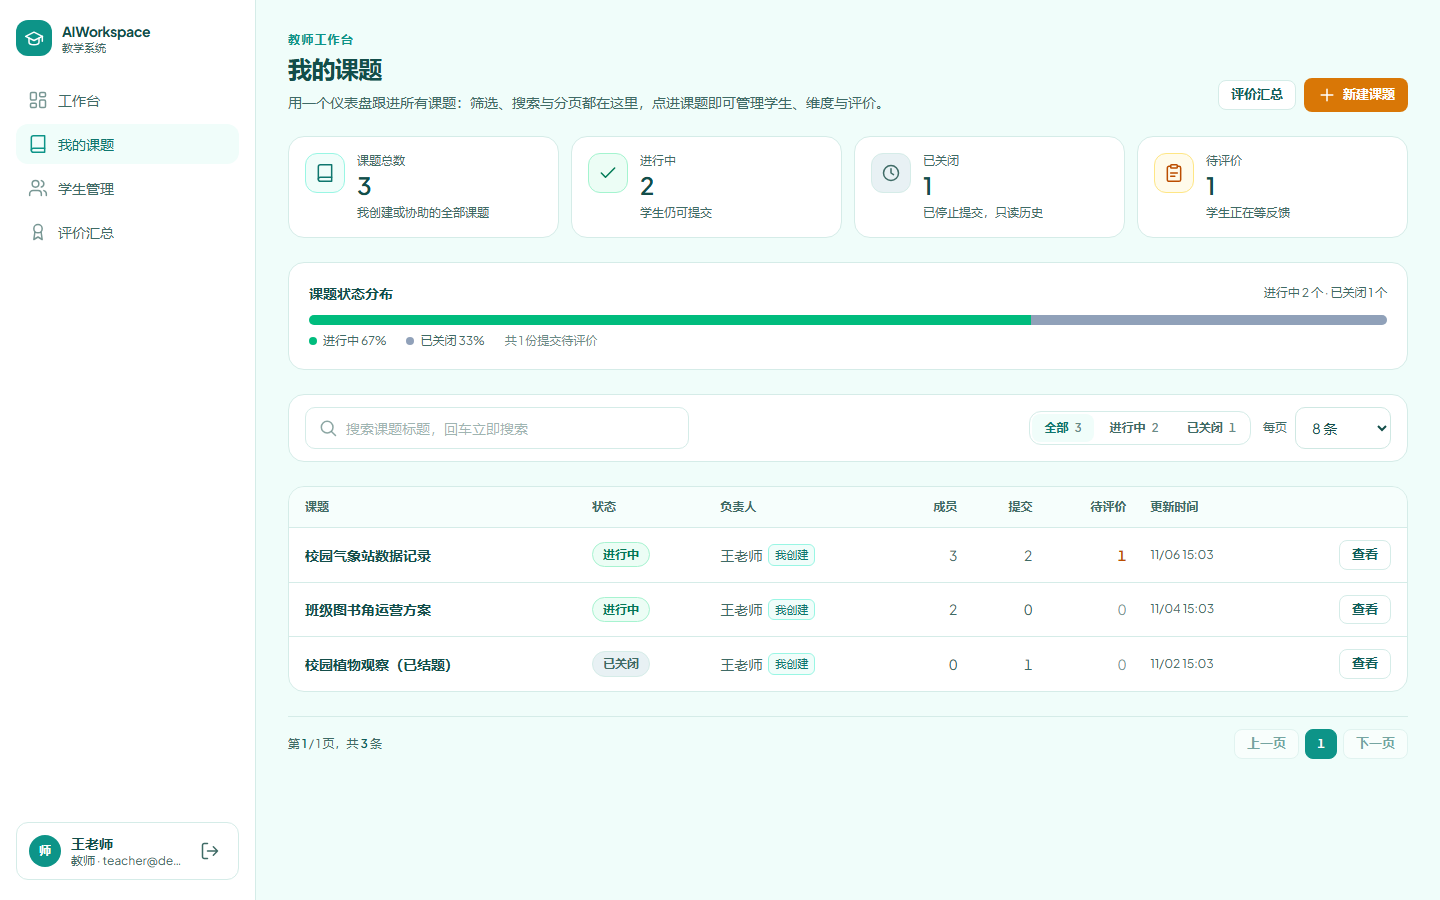 AIWorkspace
教学系统
工作台
我的课题
学生管理
评价汇总
教师工作台
我的课题
用一个仪表盘跟进所有课题：筛选、搜索与分页都在这里，点进课题即可管理学生、维度与评价。
评价汇总
新建课题
课题总数
3
我创建或协助的全部课题
进行中
2
学生仍可提交
已关闭
1
已停止提交，只读历史
待评价
1
学生正在等反馈
课题状态分布
进行中 2 个 · 已关闭 1 个
进行中 67%
已关闭 33%
共 1 份提交待评价
搜索课题标题，回车立即搜索
全部 3
进行中 2
已关闭 1
每页
8 条
课题 状态 负责人 成员 提交 待评价 更新时间
校园气象站数据记录 进行中 王老师 我创建 3 2 1 11/06 15:03 查看
班级图书角运营方案 进行中 王老师 我创建 2 0 0 11/04 15:03 查看
校园植物观察（已结题） 已关闭 王老师 我创建 0 1 0 11/02 15:03 查看
第 1 / 1 页，共 3 条
上一页
1
下一页
师
王老师
教师 · teacher@de...